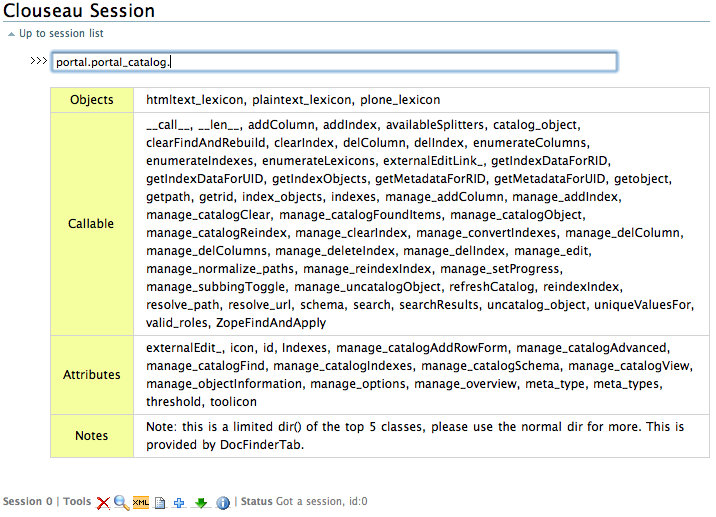 Clouseau Session
Up to session list
>>> portal.portal_catalog.
Objects htmltext_lexicon, plaintext_lexicon, plone_lexicon
Callable
__call__, __len__, addColumn, addIndex, availableSplitters, catalog_object,
clearFindAndRebuild, clearIndex, delColumn, delIndex, enumerateColumns,
enumerateIndexes, enumerateLexicons, externalEditLink_, getIndexDataForRID,
getIndexDataForUID, getIndexObjects, getMetadataForRID, getMetadataForUID, getobject,
getpath, getrid, index_objects, indexes, manage_addColumn, manage_addIndex,
manage_catalogClear, manage_catalogFoundItems, manage_catalogObject,
manage_catalogReindex, manage_clearIndex, manage_convertIndexes, manage_delColumn,
manage_delColumns, manage_deleteIndex, manage_delIndex, manage_edit,
manage_normalize_paths, manage_reindexIndex, manage_setProgress,
manage_subbingToggle, manage_uncatalogObject, refreshCatalog, reindexIndex,
resolve_path, resolve_url, schema, search, searchResults, uncatalog_object, uniqueValuesFor,
valid_roles, ZopeFindAndApply
Attributes
externalEdit_, icon, id, Indexes, manage_catalogAddRowForm, manage_catalogAdvanced,
manage_catalogFind, manage_catalogIndexes, manage_catalogSchema, manage_catalogView,
manage_objectInformation, manage_options, manage_overview, meta_type, meta_types,
threshold, toolicon
Notes
Note: this is a limited dir() of the top 5 classes, please use the normal dir for more. This is
provided by DocFinderTab.
Session 0 | Tools XML | Status Got a session, id:0